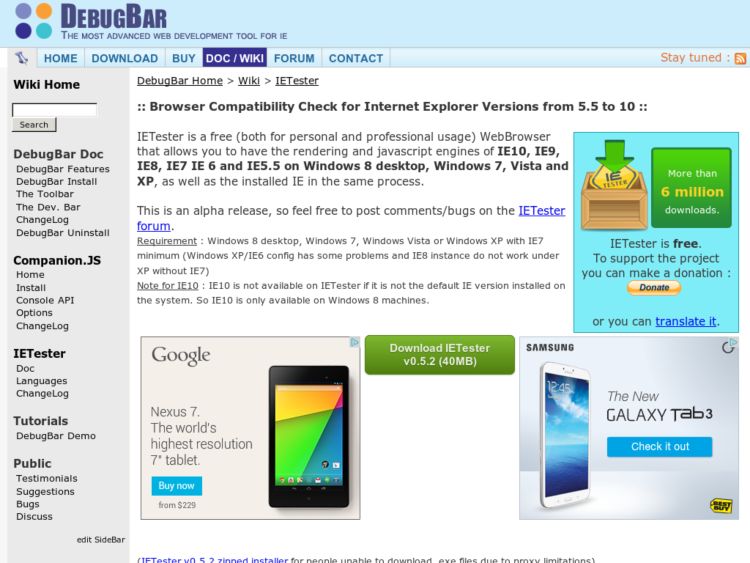 DEBUGBAR
THE MOST ADVANCED WEB DEVELOPMENT TOOL FOR IE
HOME DOWNLOAD BUY DOC / WIKI FORUM CONTACT
Stay tuned :
Wiki Home
Search
DebugBar Doc
DebugBar Features
DebugBar Install
The Toolbar
The Dev. Bar
ChangeLog
DebugBar Uninstall
Companion.JS
Home
Install
Console API
Options
ChangeLog
IETester
Doc
Languages
ChangeLog
Tutorials
DebugBar Demo
Public
Testimonials
Suggestions
Bugs
Discuss
edit SideBar
DebugBar Home > Wiki > IETester
:: Browser Compatibility Check for Internet Explorer Versions from 5.5 to 10 ::
IETester is a free (both for personal and professional usage) WebBrowser
that allows you to have the rendering and javascript engines of IE10, IE9,
IE8, IE7 IE 6 and IE5.5 on Windows 8 desktop, Windows 7, Vista and
XP, as well as the installed IE in the same process.
This is an alpha release, so feel free to post comments/bugs on the IETester
forum.
Requirement : Windows 8 desktop, Windows 7, Windows Vista or Windows XP with IE7
minimum (Windows XP/IE6 config has some problems and IE8 instance do not work under
XP without IE7)
Note for IE10 : IE10 is not available on IETester if it is not the default IE version installed on
the system. So IE10 is only available on Windows 8 machines.
IE
TESTER
More than
6 million
downloads.
IETester is free.
To support the project
you can make a donation :
Donate
or you can translate it.
Google
Nexus 7.
The world's
highest resolution
7" tablet.
Buy now
from $229
Download IETester
v0.5.2 (40MB)
SAMSUNG
The New
GALAXY Tab 3
Check it out
BEST
BUY
(IETester v0.5.2 zipped installer for people unable to download .exe files due to proxy limitations)